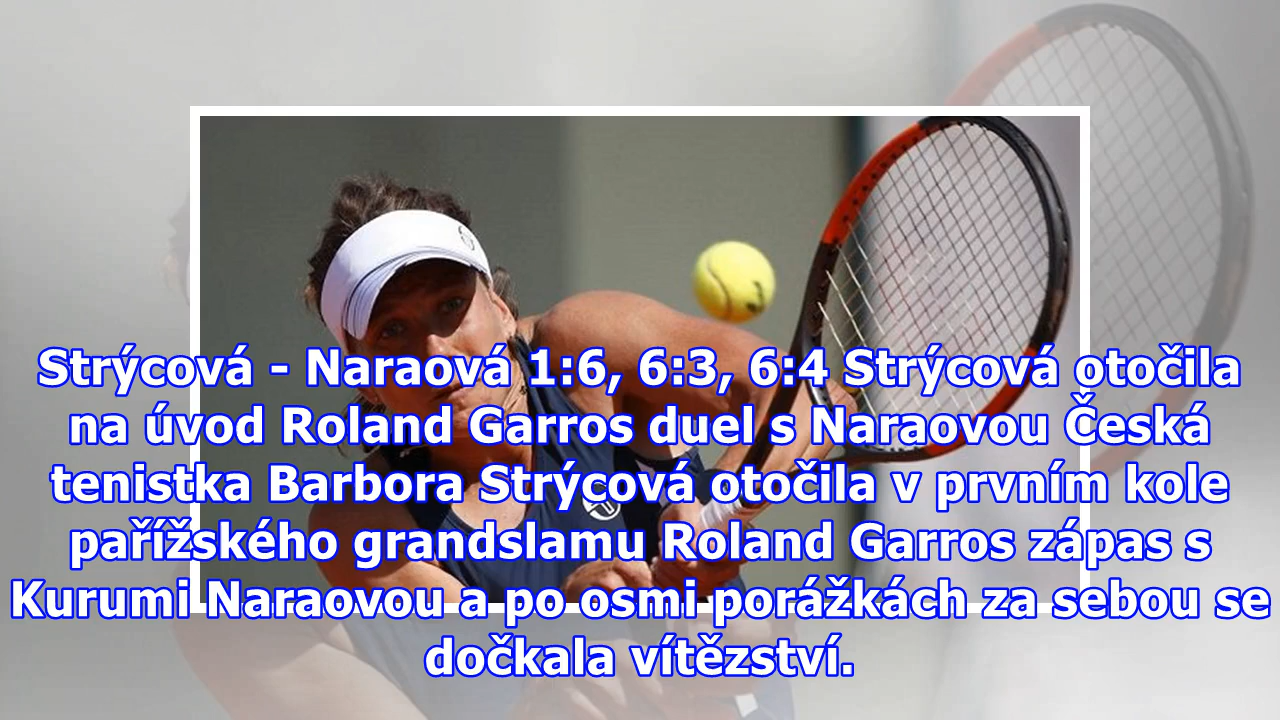 Strýcová - Naraová 1:6, 6:3, 6:4 Strýcová otočila
na úvod Roland Garros duel s Naraovou Česká
tenistka Barbora Strýcová otočila v prvním kole
pařížského grandslamu Roland Garros zápas s
Kurumi Naraovou a po osmi porážkách za sebou se
dočkala vítězství.